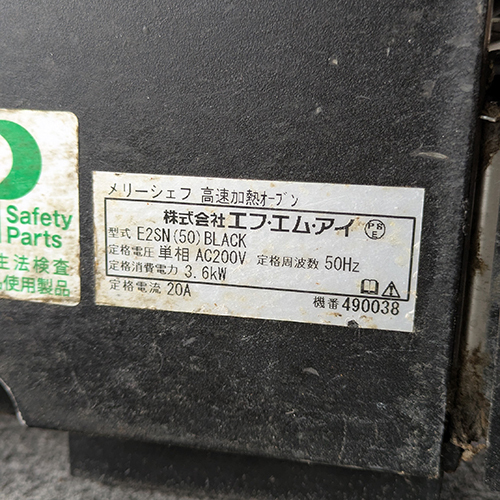 メリーシェフ 高速加熱オーブン
株式会社エフ・エム・アイ
PS
E
型式 E2SN(50)BLACK
定格電圧 単相 AC200V 定格周波数 50Hz
定格消費電力 3.6kW
定格電流 20A
機番 490038
Safety
Parts
生法検査
使用製品